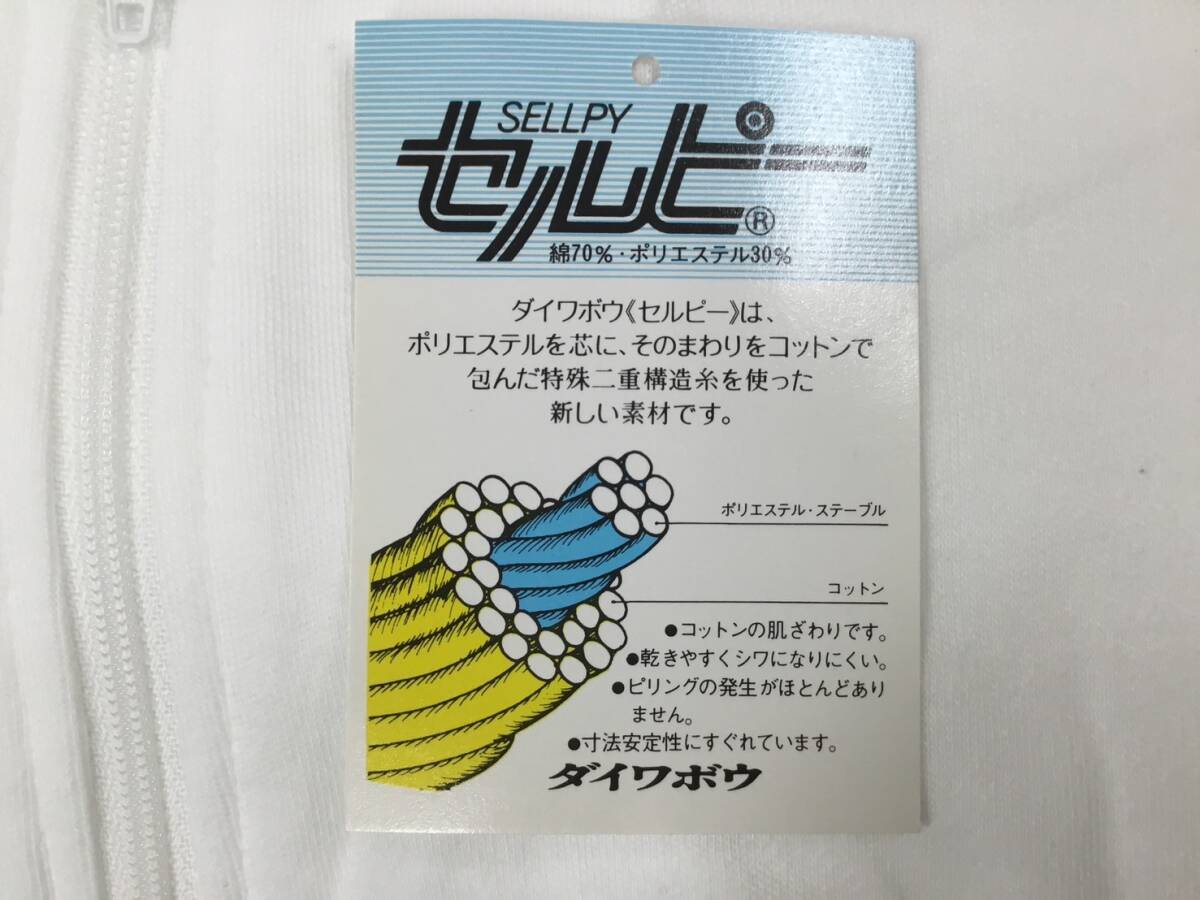 SELLPY
セルピー®
綿70%・ポリエステル30%
ダイワボウ《セルピー》は、
ポリエステルを芯に、そのまわりをコットンで
包んだ特殊二重構造糸を使った
新しい素材です。
ポリエステル・ステーブル
コットン
●コットンの肌ざわりです。
●乾きやすくシワになりにくい。
●ピリングの発生がほとんどあり
ません。
●寸法安定性にすぐれています。
ダイワボウ